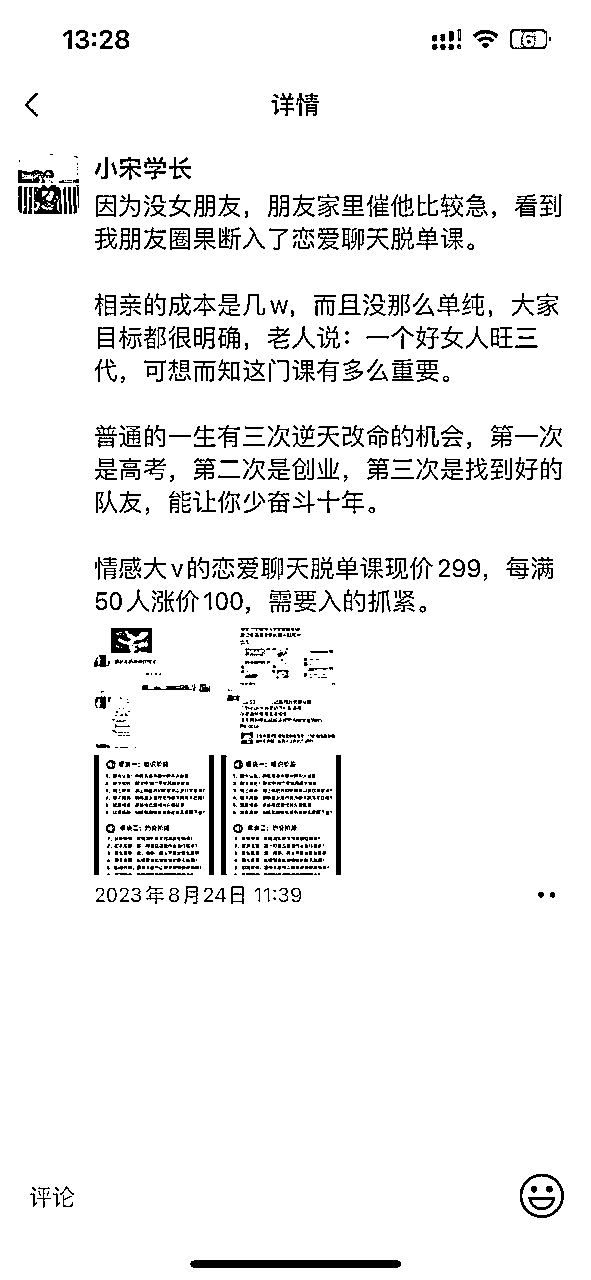 13:28
详情
小宋学长
因为没女朋友，朋友家里催他比较急，看到
我朋友圈果断入了恋爱聊天脱单课。
相亲的成本是几w，而且没那么单纯，大家
目标都很明确，老人说：一个好女人旺三
代，可想而知这门课有多么重要。
普通的一生有三次逆天改命的机会，第一次
是高考，第二次是创业，第三次是找到好的
队友，能让你少奋斗十年。
情感大v的恋爱聊天脱单课现价299，每满
50人涨价100，需要入的抓紧。
2023年8月24日 11:39
评论